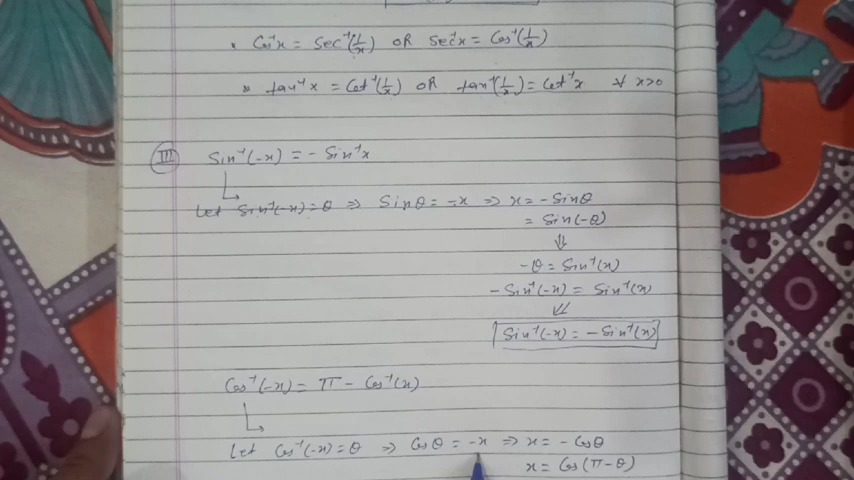 * Cos⁻¹x = Sec⁻¹(1/x) OR Sec⁻¹x = Cos⁻¹(1/x)
* tan⁻¹x = Cot⁻¹(1/x) OR tan⁻¹(1/x) = Cot⁻¹x ∀ x>0
III Sin⁻¹(-x) = - Sin⁻¹x
Let Sin⁻¹(-x) = θ ⇒ Sinθ = -x ⇒ x = - Sinθ
= Sin(-θ)
⇓
-θ = Sin⁻¹(x)
- Sin⁻¹(-x) = Sin⁻¹(x)
⇓
Sin⁻¹(-x) = - Sin⁻¹(x)
Cos⁻¹(-x) = π - Cos⁻¹(x)
Let Cos⁻¹(-x) = θ ⇒ Cosθ = -x ⇒ x = - Cosθ
x = Cos(π-θ)